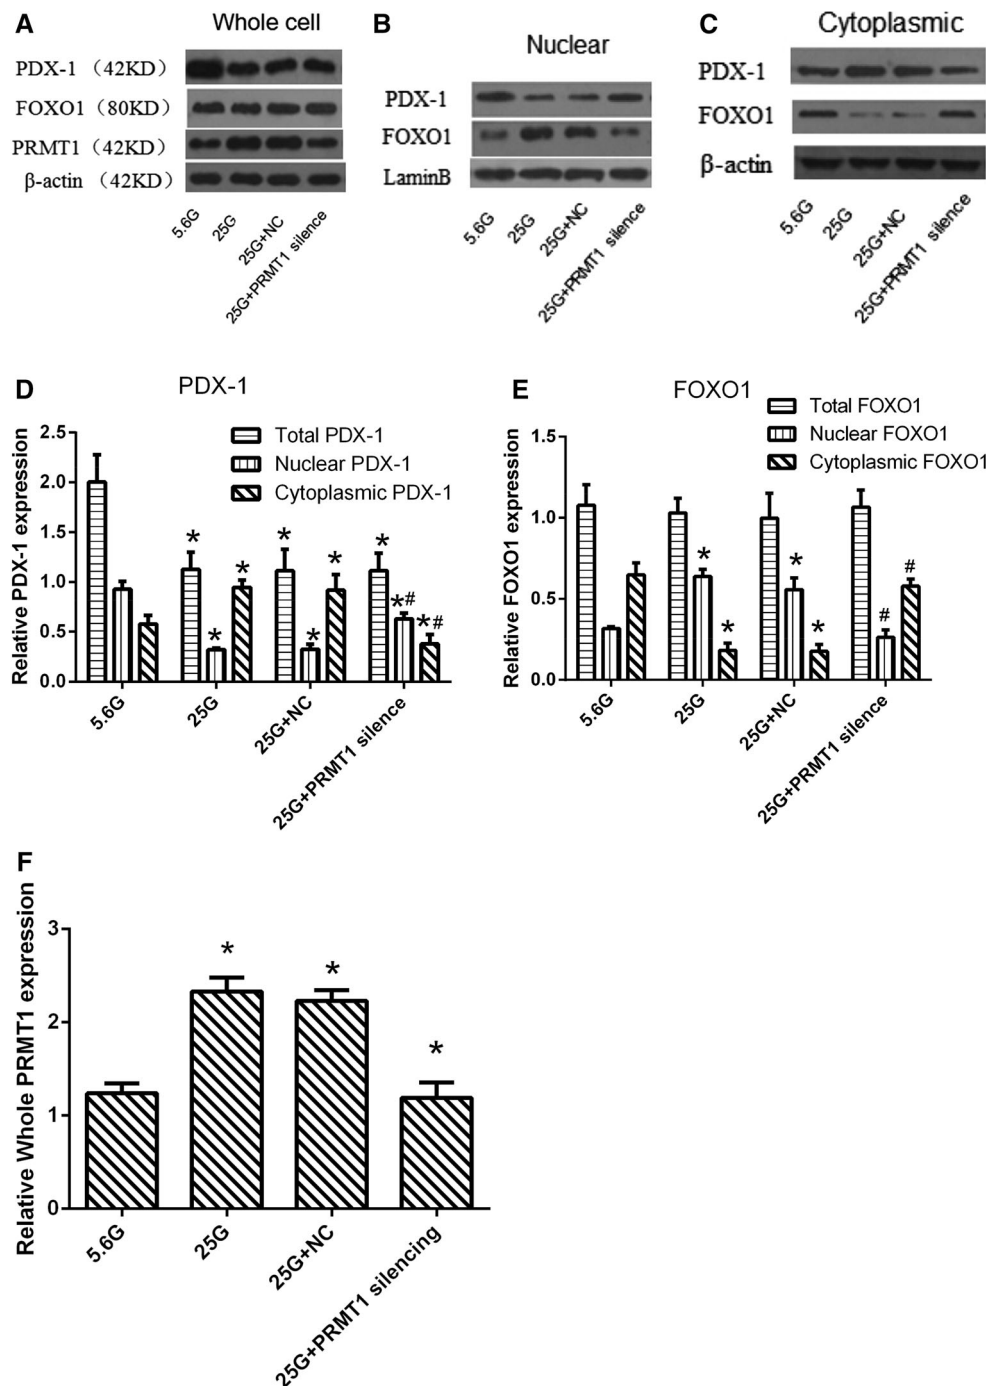 A
Whole cell
PDX-1 (42KD)
FOXO1 (80KD)
PRMT1 (42KD)
β-actin (42KD)
5.6G
25G
25G+NC
25G+PRMT1 silence
B
Nuclear
PDX-1
FOXO1
LaminB
5.6G
25G
25G+NC
25G+PRMT1 silence
C
Cytoplasmic
PDX-1
FOXO1
β-actin
5.6G
25G
25G+NC
25G+PRMT1 silence
D
PDX-1
Total PDX-1
Nuclear PDX-1
Cytoplasmic PDX-1
Relative PDX-1 expression
2.5
2.0
1.5
1.0
0.5
0.0
* * *
* * *
* # * #
5.6G
25G
25G+NC
25G+PRMT1 silence
E
FOXO1
Total FOXO1
Nuclear FOXO1
Cytoplasmic FOXO1
Relative FOXO1 expression
1.5
1.0
0.5
0.0
* *
* *
# #
5.6G
25G
25G+NC
25G+PRMT1 silence
F
Relative Whole PRMT1 expression
3
2
1
0
*
*
*
5.6G
25G
25G+NC
25G+PRMT1 silencing